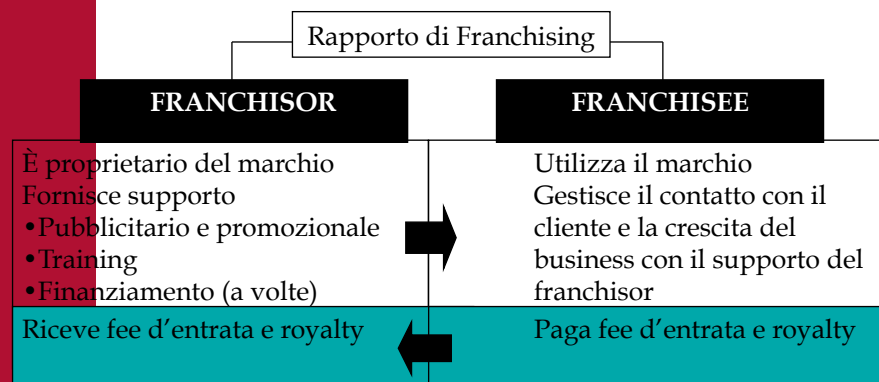 Rapporto di Franchising
FRANCHISOR
FRANCHISEE
È proprietario del marchio
Fornisce supporto
•Pubblicitario e promozionale
•Training
•Finanziamento (a volte)
Utilizza il marchio
Gestisce il contatto con il
cliente e la crescita del
business con il supporto del
franchisor
Riceve fee d'entrata e royalty
Paga fee d'entrata e royalty